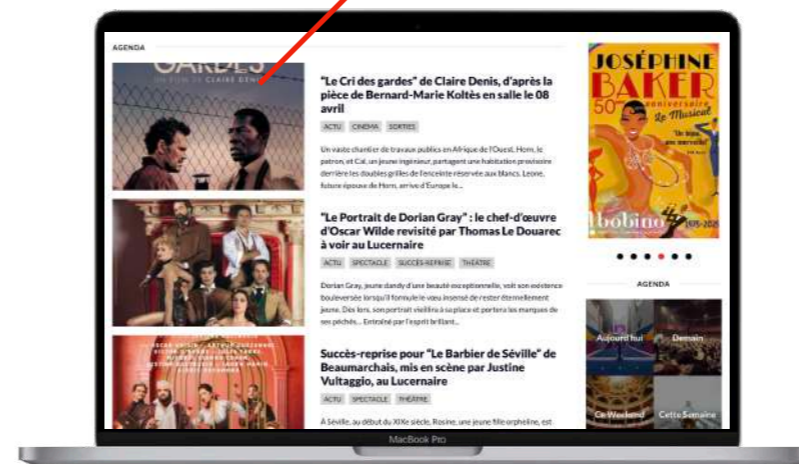 AGENDA
GARDES
UN FILM DE CLAIRE DENIS
"Le Cri des gardes" de Claire Denis, d'après la
pièce de Bernard-Marie Koltès en salle le 08
avril
ACTU CINÉMA SORTIES
Un vaste chantier de travaux publics en Afrique de l'Ouest. Horn, le
patron, et Cal, un jeune ingénieur, partagent une habitation provisoire
derrière les doubles grilles de l'enceinte réservée aux blancs. Leone,
future épouse de Horn, arrive d'Europe le...
"Le Portrait de Dorian Gray" : le chef-d'œuvre
d'Oscar Wilde revisité par Thomas Le Douarec
à voir au Lucernaire
ACTU SPECTACLE SUCCÈS-REPRISE THÉÂTRE
Dorian Gray, jeune dandy d'une beauté exceptionnelle, voit son existence
bouleversée lorsqu'il formule le vœu insensé de rester éternellement
jeune. Dès lors, son portrait vieillira à sa place et portera les marques de
ses péchés... Entraîné par l'esprit brillant...
Succès-reprise pour "Le Barbier de Séville" de
Beaumarchais, mis en scène par Justine
Vultaggio, au Lucernaire
ACTU SPECTACLE THÉÂTRE
À Séville, au début du XIXe siècle, Rosine, une jeune fille orpheline, est
JOSÉPHINE
BAKER
50e anniversaire
Le Musical
"Un bijou,
une merveille!"
bobino
1975-2025
AGENDA
Aujourd'hui
Demain
Ce Weekend
Cette Semaine
MacBook Pro